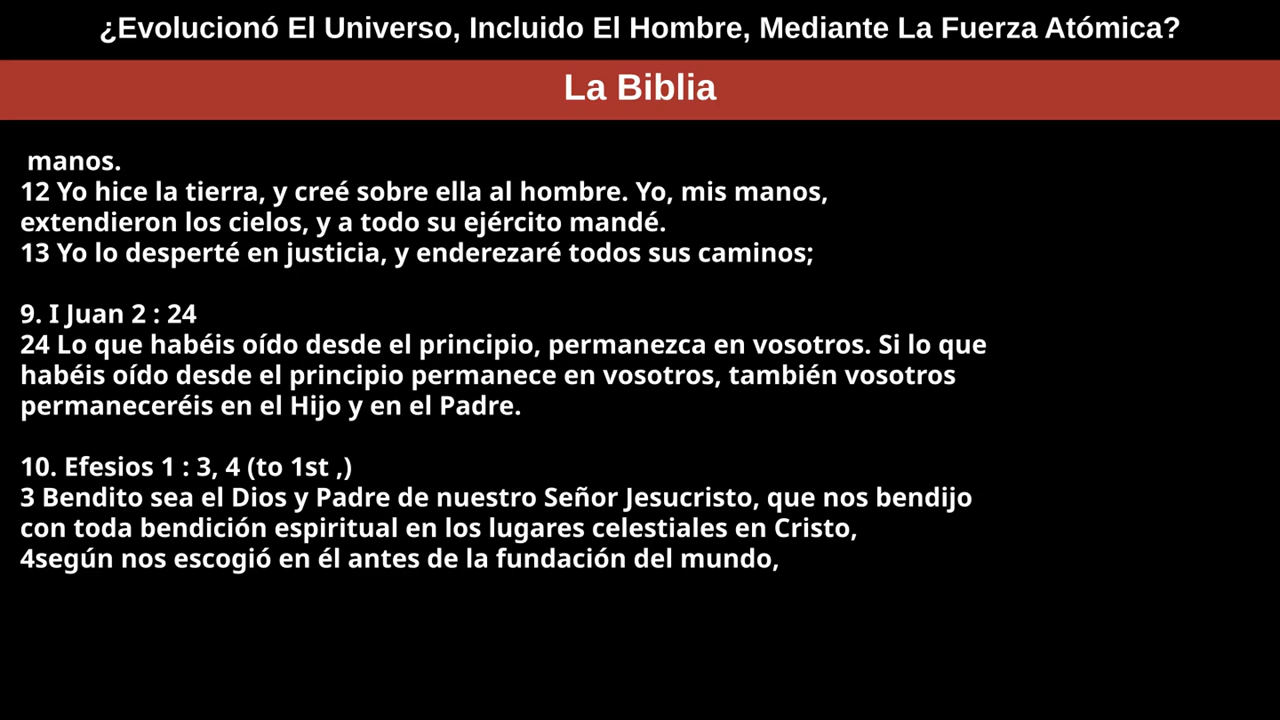 ¿Evolucionó El Universo, Incluido El Hombre, Mediante La Fuerza Atómica?
La Biblia
manos.
12 Yo hice la tierra, y creé sobre ella al hombre. Yo, mis manos,
extendieron los cielos, y a todo su ejército mandé.
13 Yo lo desperté en justicia, y enderezaré todos sus caminos;
9. I Juan 2 : 24
24 Lo que habéis oído desde el principio, permanezca en vosotros. Si lo que
habéis oído desde el principio permanece en vosotros, también vosotros
permaneceréis en el Hijo y en el Padre.
10. Efesios 1 : 3, 4 (to 1st ,)
3 Bendito sea el Dios y Padre de nuestro Señor Jesucristo, que nos bendijo
con toda bendición espiritual en los lugares celestiales en Cristo,
4según nos escogió en él antes de la fundación del mundo,